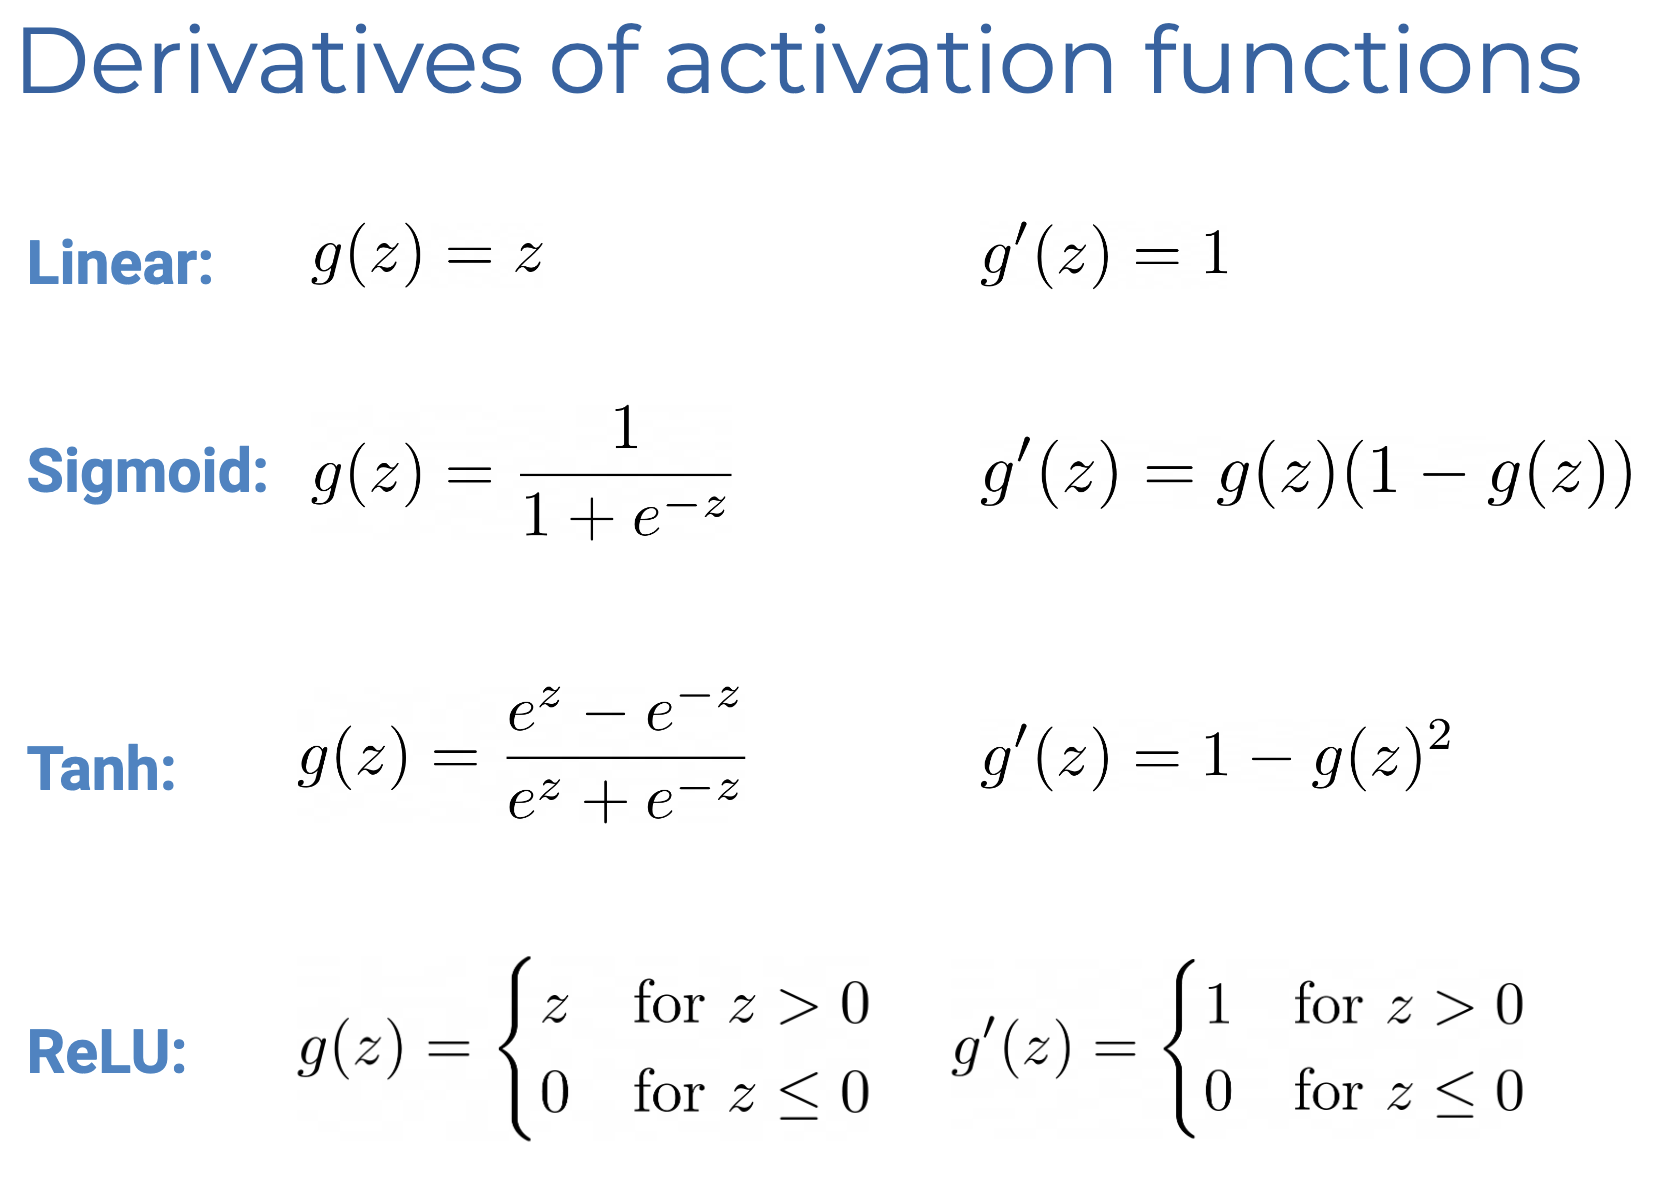 Derivatives of activation functions
Linear: g(z) = z g′(z) = 1
Sigmoid: g(z) = \frac{1}{1 + e^{-z}} g′(z) = g(z)(1 − g(z))
Tanh: g(z) = \frac{e^{z} − e^{-z}}{e^{z} + e^{-z}} g′(z) = 1 − g(z)^{2}
ReLU: g(z) = \begin{cases} z & \text{for } z > 0 \\ 0 & \text{for } z ≤ 0 \end{cases} g′(z) = \begin{cases} 1 & \text{for } z > 0 \\ 0 & \text{for } z ≤ 0 \end{cases}